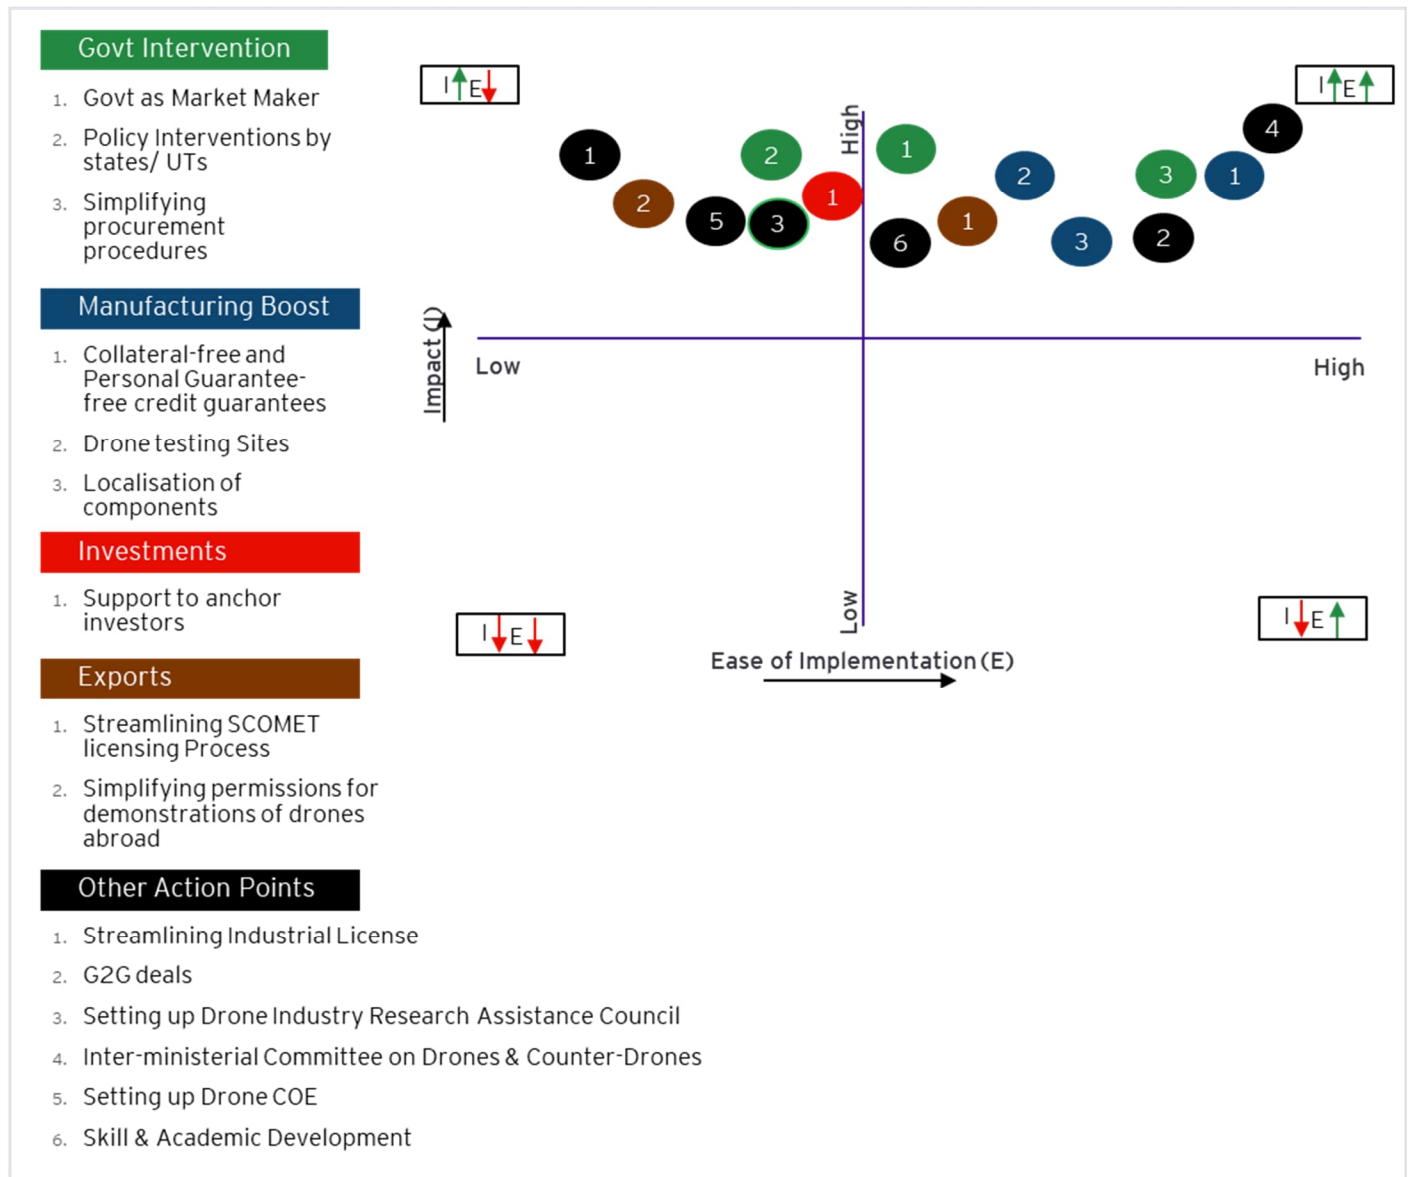 Govt Intervention
1. Govt as Market Maker
2. Policy Interventions by
states/ UTs
3. Simplifying
procurement
procedures
Manufacturing Boost
1. Collateral-free and
Personal Guarantee-
free credit guarantees
2. Drone testing Sites
3. Localisation of
components
Investments
1. Support to anchor
investors
Exports
1. Streamlining SCOMET
licensing Process
2. Simplifying permissions for
demonstrations of drones
abroad
Other Action Points
1. Streamlining Industrial License
2. G2G deals
3. Setting up Drone Industry Research Assistance Council
4. Inter-ministerial Committee on Drones & Counter-Drones
5. Setting up Drone COE
6. Skill & Academic Development
I E
I E
High
1
2
5
2
3
1
1
6
1
2
3
3
2
1
4
Impact (I)
Low
High
Low
I E
I E
Ease of Implementation (E)